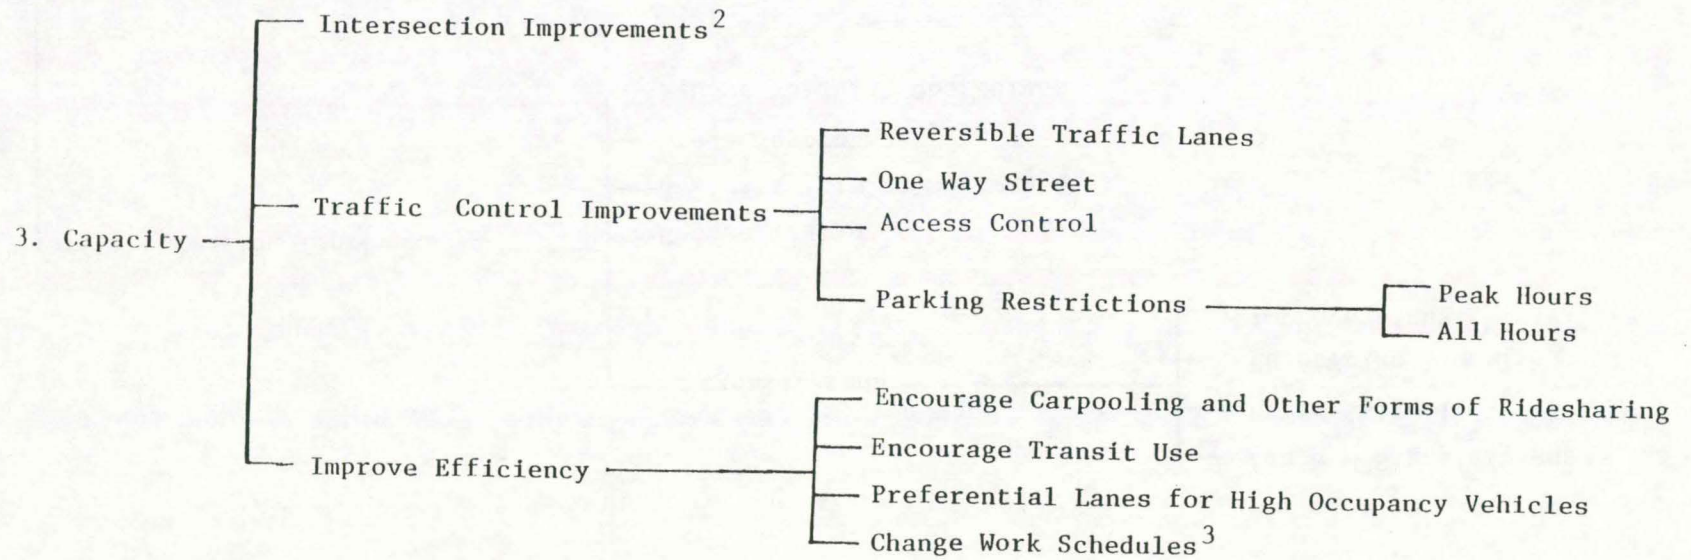 Intersection Improvements2
Reversible Traffic Lanes
One Way Street
Traffic Control Improvements
Access Control
3. Capacity
Parking Restrictions
Peak Hours
All Hours
Encourage Carpooling and Other Forms of Ridesharing
Encourage Transit Use
Improve Efficiency
Preferential Lanes for High Occupancy Vehicles
Change Work Schedules3